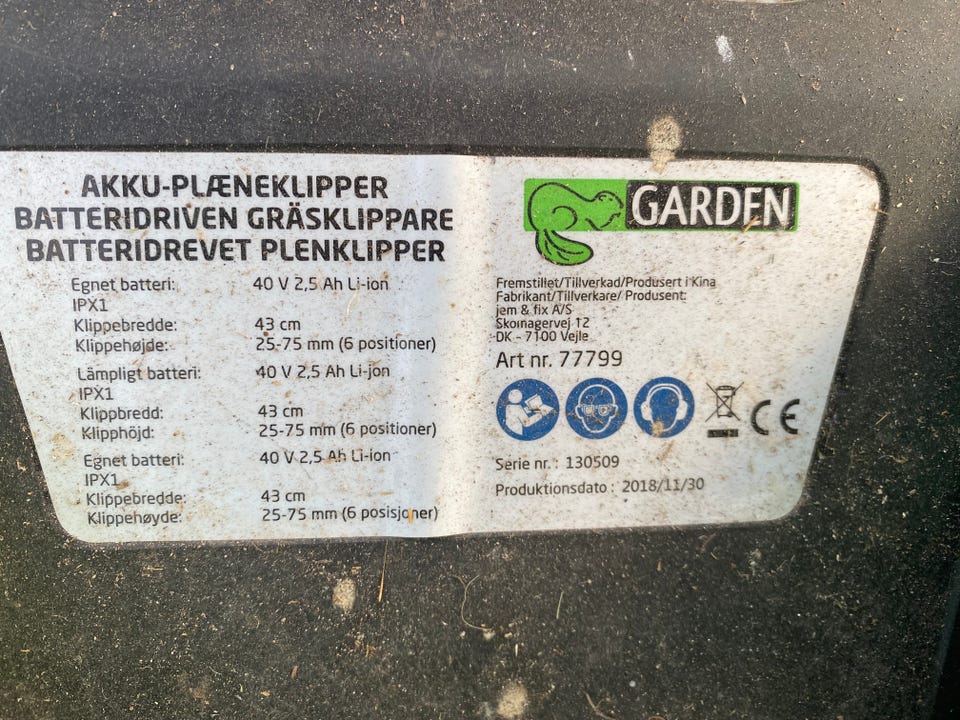 AKKU-PLÆNEKLIPPER
BATTERIDRIVEN GRÄSKLIPPARE
BATTERIDREVET PLENKLIPPER
Egnet batteri: 40 V 2,5 Ah Li-ion
IPX1
Klippebredde: 43 cm
Klippehøjde: 25-75 mm (6 positioner)
Lämpligt batteri: 40 V 2,5 Ah Li-jon
IPX1
Klippbredd: 43 cm
Klipphöjd: 25-75 mm (6 positioner)
Egnet batteri: 40 V 2,5 Ah Li-ion
IPX1
Klippebredde: 43 cm
Klippehøyde: 25-75 mm (6 posisjoner)
GARDEN
Fremstillet/Tillverkad/Produsert i Kina
Fabrikant/Tillverkare/ Produsent:
jem & fix A/S
Skomagervej 12
DK - 7100 Vejle
Art nr. 77799
CE
Serie nr.: 130509
Produktionsdato : 2018/11/30